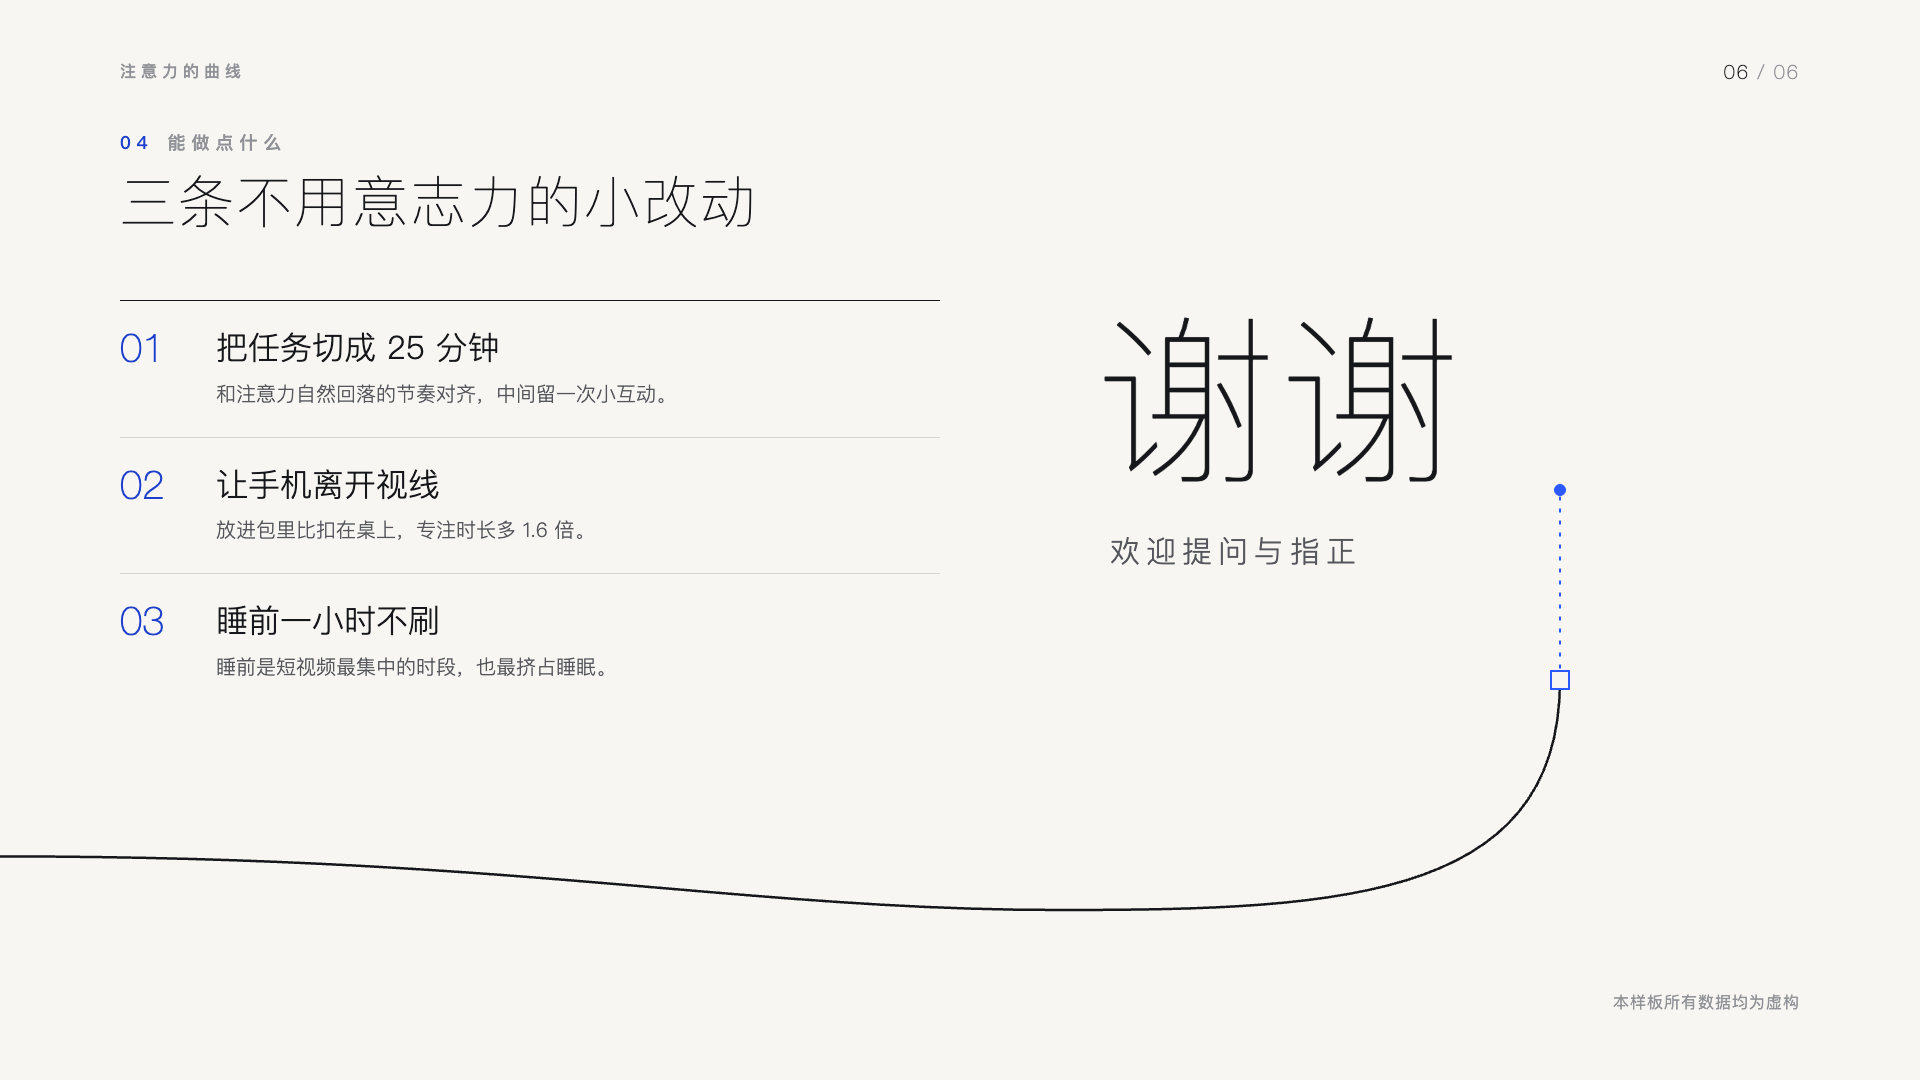 注意力的曲线
06 / 06
04 能做点什么
三条不用意志力的小改动
01 把任务切成 25 分钟
和注意力自然回落的节奏对齐，中间留一次小互动。
02 让手机离开视线
放进包里比扣在桌上，专注时长多 1.6 倍。
03 睡前一小时不刷
睡前是短视频最集中的时段，也最挤占睡眠。
谢谢
欢迎提问与指正
本样板所有数据均为虚构